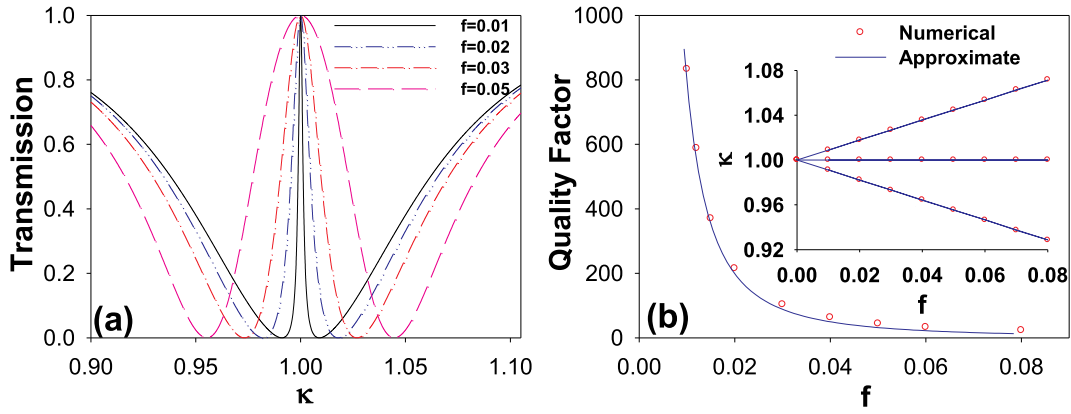 1.0
0.8
0.6
0.4
0.2
0.0
Transmission
f=0.01
f=0.02
f=0.03
f=0.05
(a)
0.90 0.95 1.00 1.05 1.10
κ
1000
800
600
400
200
0
Quality Factor
Numerical
Approximate
1.08
1.04
1.00
0.96
0.92
κ
0.00 0.02 0.04 0.06 0.08
f
(b)
0.00 0.02 0.04 0.06 0.08
f